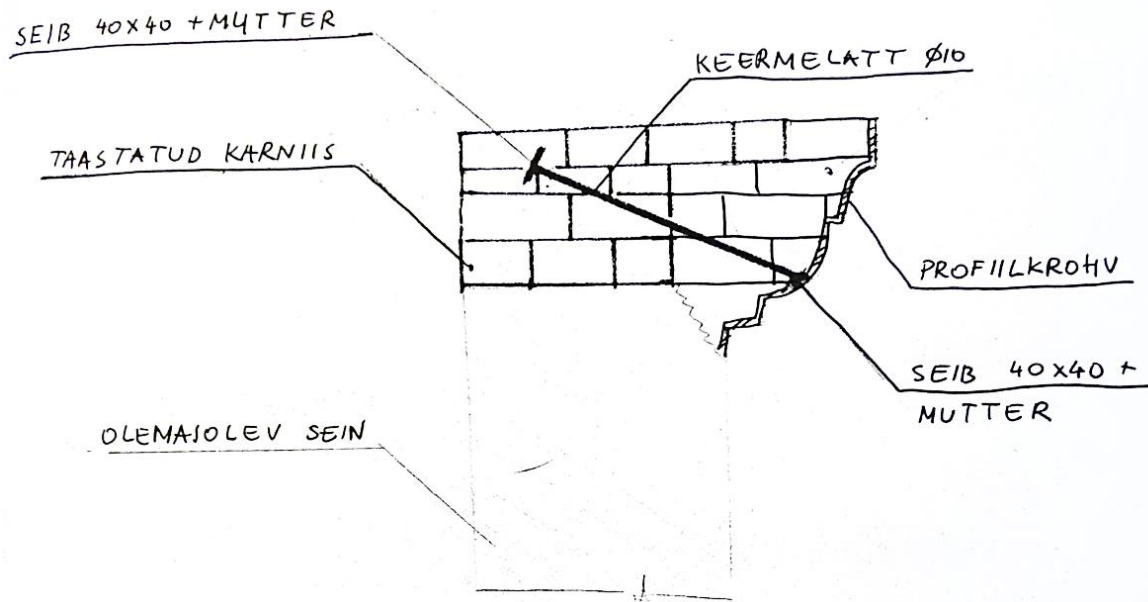 SEIB 40X40 + MUTTER
KEERMELATT Ø10
TAASTATUD KARNIIS
PROFIILKROHV
SEIB 40X40 +
MUTTER
OLEMASOLEV SEIN